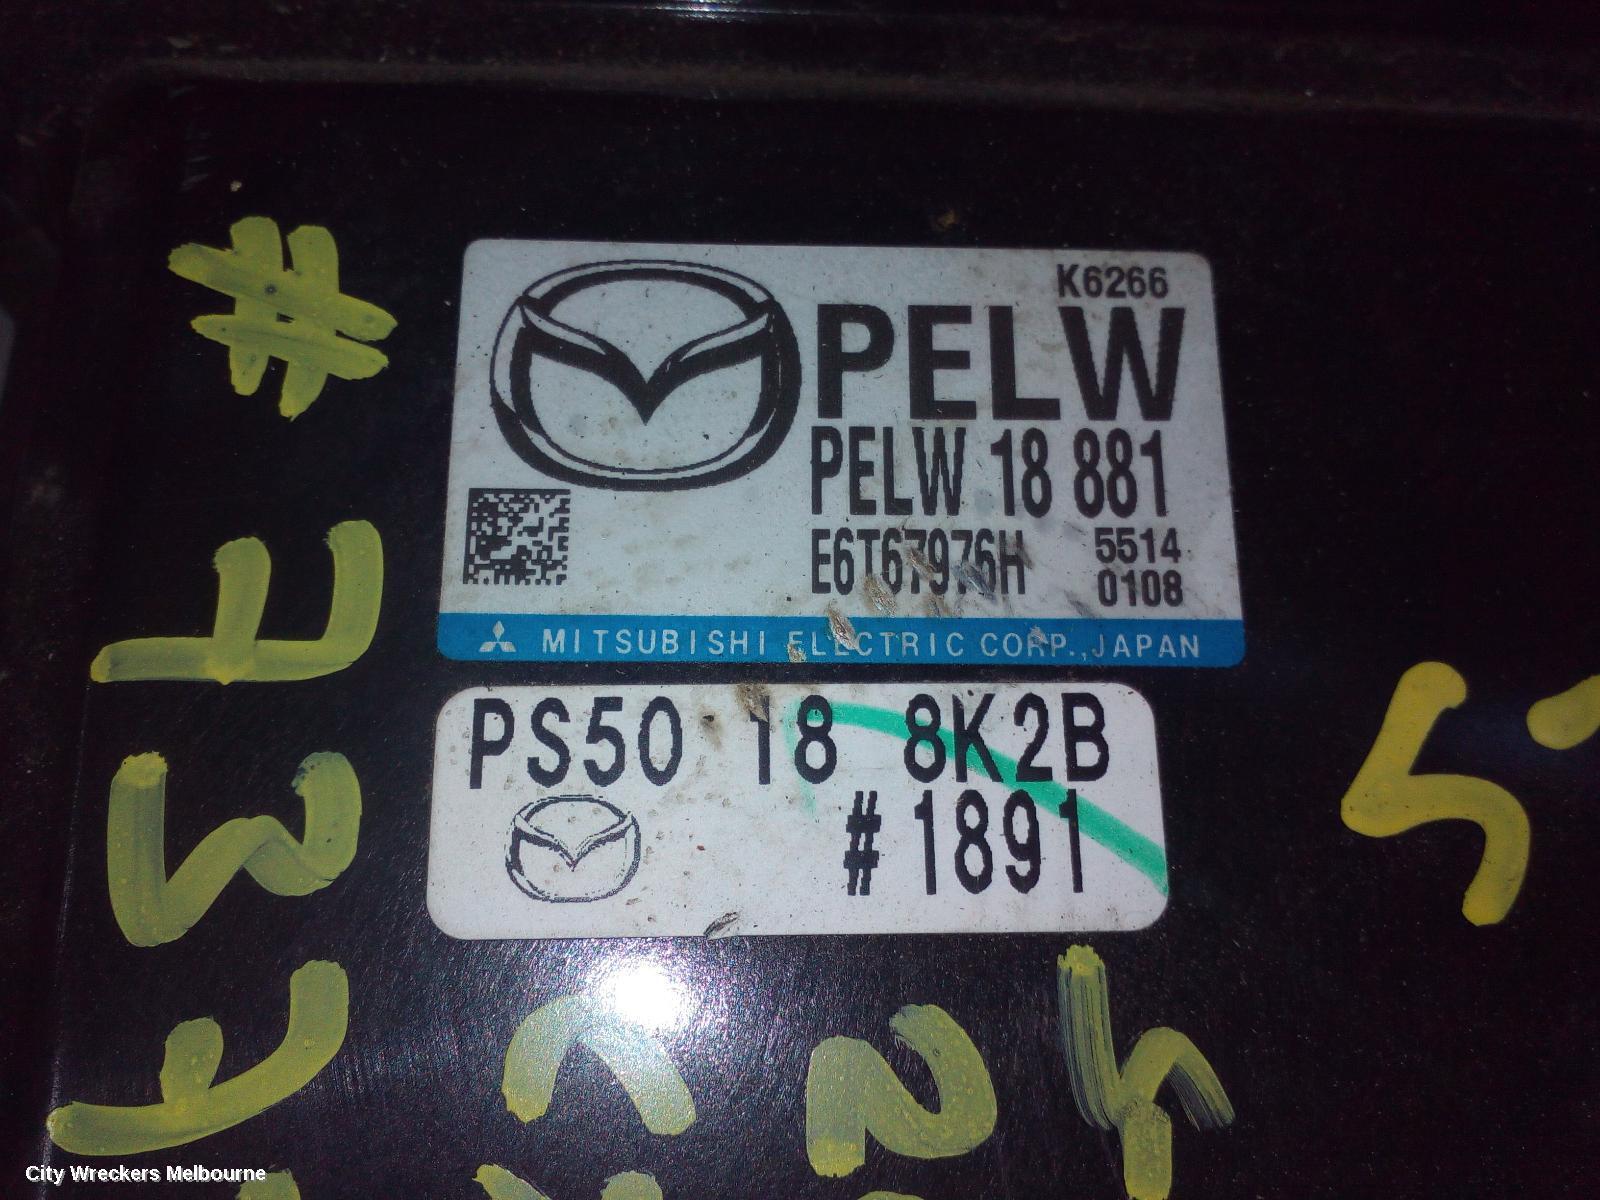 K6266
PELW
PELW 18 881
E6T67976H 5514
0108
MITSUBISHI ELECTRIC CORP., JAPAN
PS50 18 8K2B
#1891
City Wreckers Melbourne